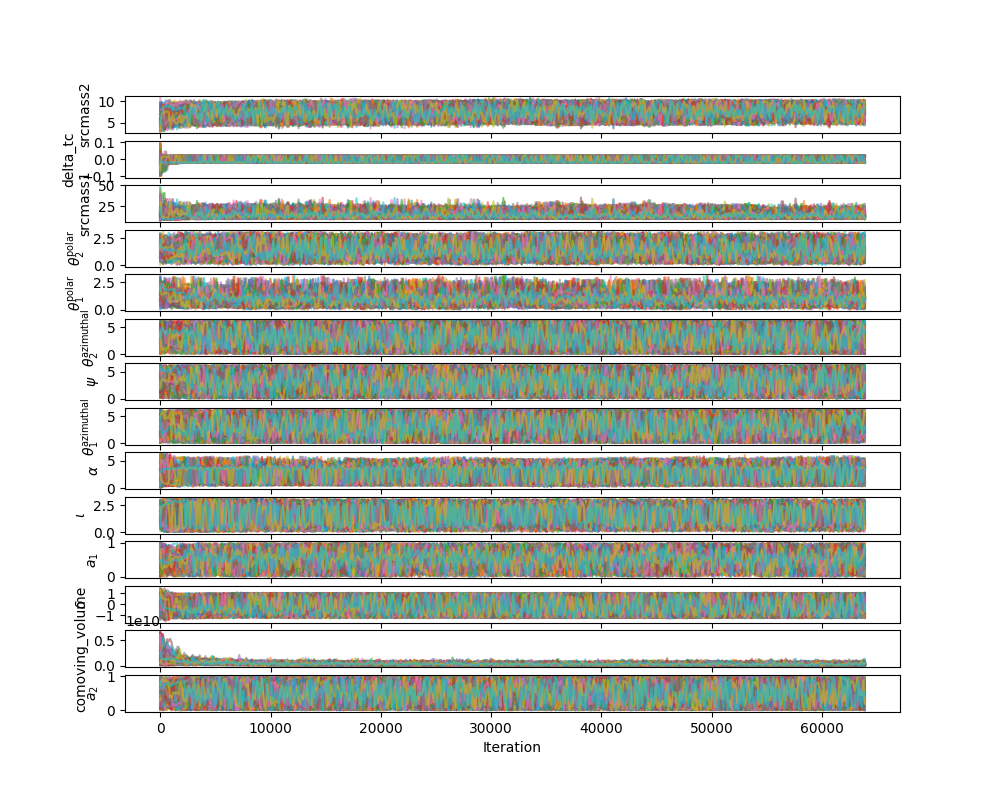 srcmass2
10
5
delta_tc
0.1
0.0
−0.1
srcmass1
50
25
θ₂^polar
2.5
0.0
θ₁^polar
2.5
0.0
θ₂^azimuthal
5
0
ψ
5
0
θ₁^azimuthal
5
0
α
5
0
ι
2.5
0.0
a₁
1
0
1
0
−1
comoving_volume
1e10
0.5
0.0
a₂
1
0
0 10000 20000 30000 40000 50000 60000
Iteration